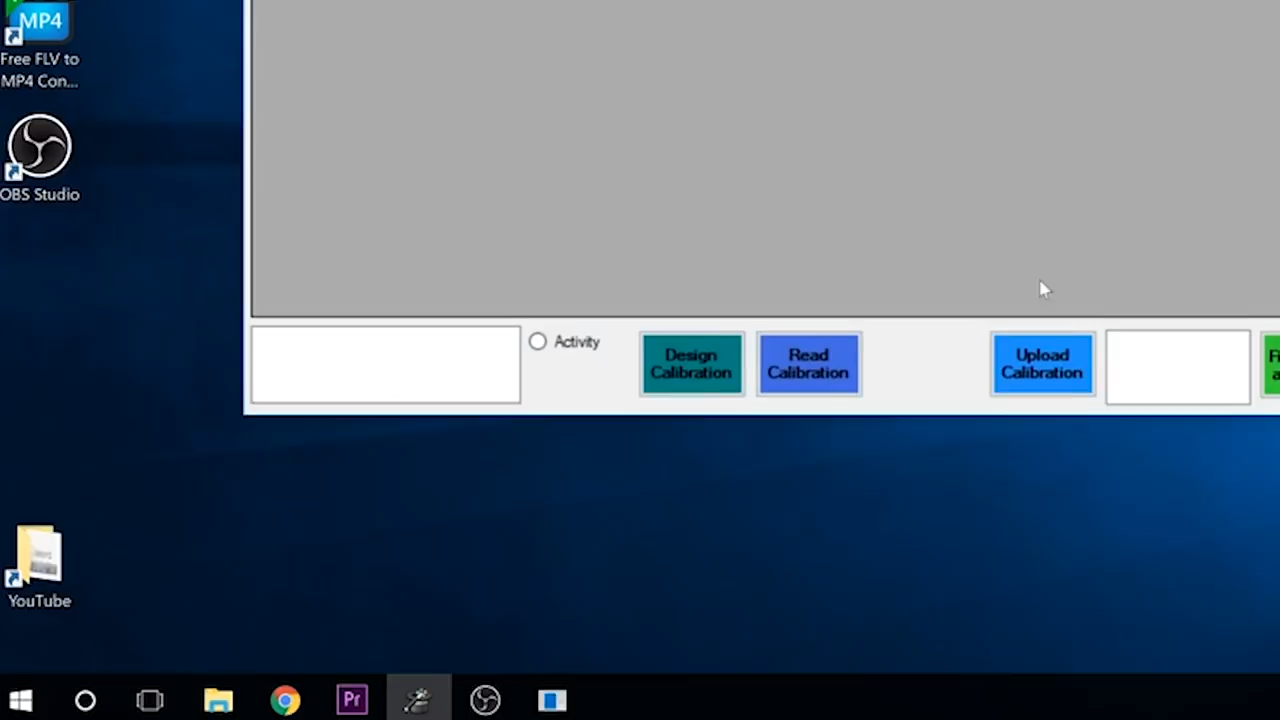 MP4
Free FLV to
MP4 Con...
OBS Studio
Activity
Design
Calibration
Read
Calibration
Upload
Calibration
YouTube
Pr